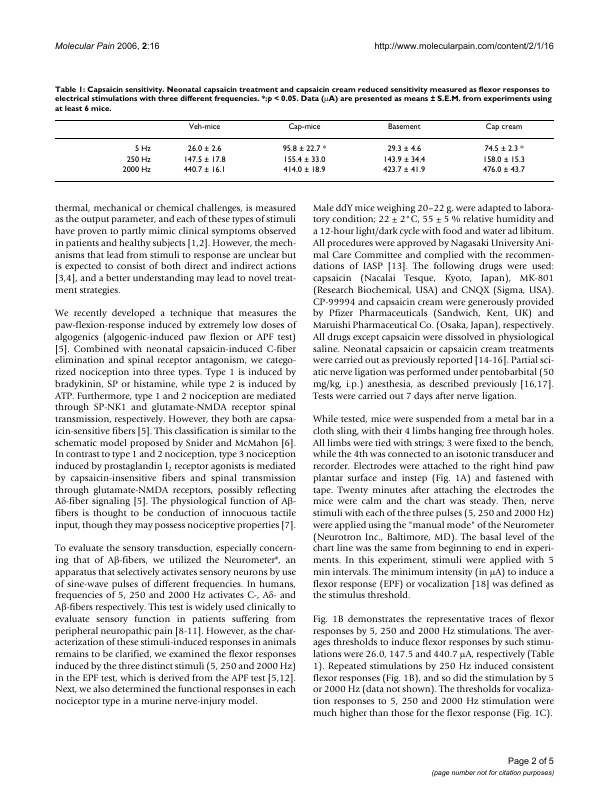 Molecular Pain 2006, 2:16
http://www.molecularpain.com/content/2/1/16
Table 1: Capsaicin sensitivity. Neonatal capsaicin treatment and capsaicin cream reduced sensitivity measured as flexor responses to
electrical stimulations with three different frequencies. *:p < 0.05. Data (μA) are presented as means ± S.E.M. from experiments using
at least 6 mice.
Veh-mice Cap-mice Basement Cap cream
5 Hz 26.0 ± 2.6 95.8 ± 22.7 * 29.3 ± 4.6 74.5 ± 2.3 *
250 Hz 147.5 ± 17.8 155.4 ± 33.0 143.9 ± 34.4 158.0 ± 15.3
2000 Hz 440.7 ± 16.1 414.0 ± 18.9 423.7 ± 41.9 476.0 ± 43.7
thermal, mechanical or chemical challenges, is measured
as the output parameter, and each of these types of stimuli
have proven to partly mimic clinical symptoms observed
in patients and healthy subjects [1,2]. However, the mech-
anisms that lead from stimuli to response are unclear but
is expected to consist of both direct and indirect actions
[3,4], and a better understanding may lead to novel treat-
ment strategies.
We recently developed a technique that measures the
paw-flexion-response induced by extremely low doses of
algogenics (algogenic-induced paw flexion or APF test)
[5]. Combined with neonatal capsaicin-induced C-fiber
elimination and spinal receptor antagonism, we catego-
rized nociception into three types. Type 1 is induced by
bradykinin, SP or histamine, while type 2 is induced by
ATP. Furthermore, type 1 and 2 nociception are mediated
through SP-NK1 and glutamate-NMDA receptor spinal
transmission, respectively. However, they both are capsa-
icin-sensitive fibers [5]. This classification is similar to the
schematic model proposed by Snider and McMahon [6].
In contrast to type 1 and 2 nociception, type 3 nociception
induced by prostaglandin I2 receptor agonists is mediated
by capsaicin-insensitive fibers and spinal transmission
through glutamate-NMDA receptors, possibly reflecting
Aδ-fiber signaling [5]. The physiological function of Aβ-
fibers is thought to be conduction of innocuous tactile
input, though they may possess nociceptive properties [7].
To evaluate the sensory transduction, especially concern-
ing that of Aβ-fibers, we utilized the Neurometer®, an
apparatus that selectively activates sensory neurons by use
of sine-wave pulses of different frequencies. In humans,
frequencies of 5, 250 and 2000 Hz activates C-, Aδ- and
Aβ-fibers respectively. This test is widely used clinically to
evaluate sensory function in patients suffering from
peripheral neuropathic pain [8-11]. However, as the char-
acterization of these stimuli-induced responses in animals
remains to be clarified, we examined the flexor responses
induced by the three distinct stimuli (5, 250 and 2000 Hz)
in the EPF test, which is derived from the APF test [5,12].
Next, we also determined the functional responses in each
nociceptor type in a murine nerve-injury model.
Male ddY mice weighing 20–22 g, were adapted to labora-
tory condition; 22 ± 2°C, 55 ± 5 % relative humidity and
a 12-hour light/dark cycle with food and water ad libitum.
All procedures were approved by Nagasaki University Ani-
mal Care Committee and complied with the recommen-
dations of IASP [13]. The following drugs were used:
capsaicin (Nacalai Tesque, Kyoto, Japan), MK-801
(Research Biochemical, USA) and CNQX (Sigma, USA).
CP-99994 and capsaicin cream were generously provided
by Pfizer Pharmaceuticals (Sandwich, Kent, UK) and
Maruishi Pharmaceutical Co. (Osaka, Japan), respectively.
All drugs except capsaicin were dissolved in physiological
saline. Neonatal capsaicin or capsaicin cream treatments
were carried out as previously reported [14-16]. Partial sci-
atic nerve ligation was performed under pentobarbital (50
mg/kg, i.p.) anesthesia, as described previously [16,17].
Tests were carried out 7 days after nerve ligation.
While tested, mice were suspended from a metal bar in a
cloth sling, with their 4 limbs hanging free through holes.
All limbs were tied with strings; 3 were fixed to the bench,
while the 4th was connected to an isotonic transducer and
recorder. Electrodes were attached to the right hind paw
plantar surface and instep (Fig. 1A) and fastened with
tape. Twenty minutes after attaching the electrodes the
mice were calm and the chart was steady. Then, nerve
stimuli with each of the three pulses (5, 250 and 2000 Hz)
were applied using the "manual mode" of the Neurometer
(Neurotron Inc., Baltimore, MD). The basal level of the
chart line was the same from beginning to end in experi-
ments. In this experiment, stimuli were applied with 5
min intervals. The minimum intensity (in μA) to induce a
flexor response (EPF) or vocalization [18] was defined as
the stimulus threshold.
Fig. 1B demonstrates the representative traces of flexor
responses by 5, 250 and 2000 Hz stimulations. The aver-
ages thresholds to induce flexor responses by such stimu-
lations were 26.0, 147.5 and 440.7 μA, respectively (Table
1). Repeated stimulations by 250 Hz induced consistent
flexor responses (Fig. 1B), and so did the stimulation by 5
or 2000 Hz (data not shown). The thresholds for vocaliza-
tion responses to 5, 250 and 2000 Hz stimulation were
much higher than those for the flexor response (Fig. 1C).
Page 2 of 5
(page number not for citation purposes)